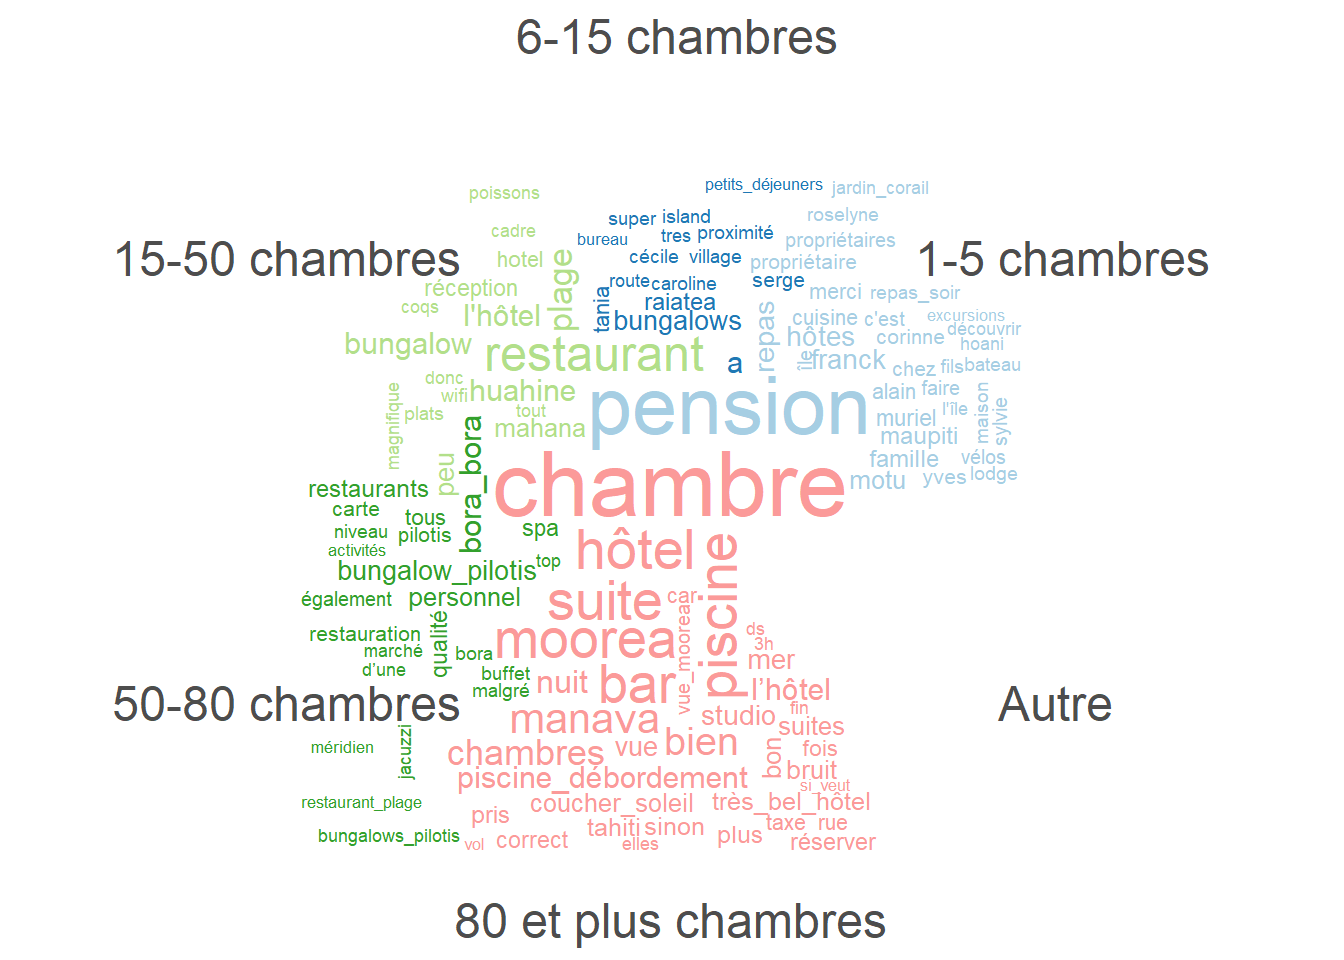 6-15 chambres
petits_déjeuners
jardin_corail
poissons
super
island
roselyne
cadre
bureau
tres
proximité
propriétaires
15-50 chambres
1-5 chambres
hotel
plage
cécile
village
propriétaire
réception
tania
route
caroline
serge
merci
repas_soir
coqs
l'hôtel
raiatea
bungalows
repas
cuisine
c'est
excursions
découvrir
bungalow
restaurant
a
hôtes
corinne
hoani
île
franck
chez
fils
bateau
donc
wifi
huahine
pension
alain
faire
magnifique
plats
tout
mahana
muriel
l'île
maison
sylvie
maupiti
peu
bora_bora
chambre
famille
vélos
motu
yves
lodge
restaurants
carte
tous
spa
niveau
pilotis
activités
hôtel
piscine
top
bungalow_pilotis
également
personnel
suite
car
restauration
qualité
moorea
vue_moorea
ds
3h
marché
bora
mer
d'une
buffet
malgré
nuit
bar
l’hôtel
50-80 chambres
Autre
manava
studio
fin
suites
méridien
jacuzzi
chambres
vue
bien
bon
fois
piscine_débordement
bruit
si_veut
restaurant_plage
coucher_soleil
très_bel_hôtel
pris
tahiti
sinon
taxe
rue
bungalows_pilotis
vol
correct
elles
plus
réserver
80 et plus chambres